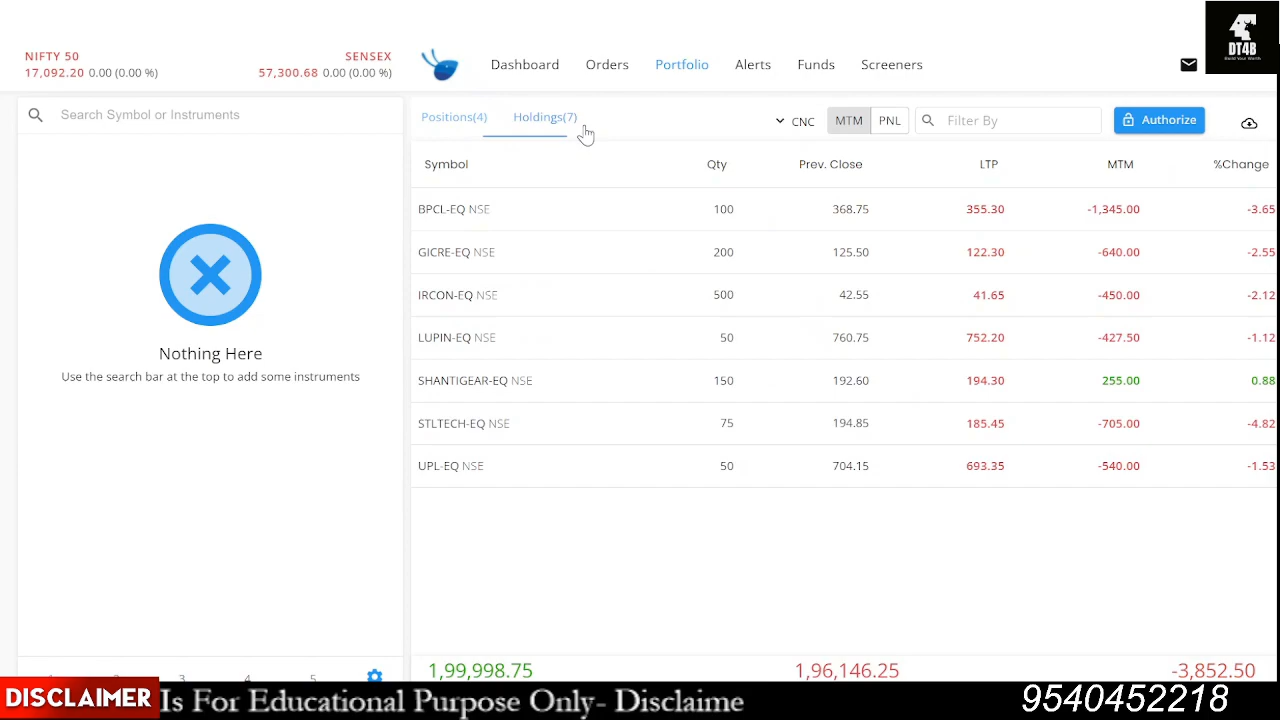 NIFTY 50
17,092.20 0.00 (0.00 %)
SENSEX
57,300.68 0.00 (0.00 %)
Dashboard Orders Portfolio Alerts Funds Screeners
DT4B
Build Your Worth
Search Symbol or Instruments
Positions(4) Holdings(7)
CNC MTM PNL Filter By Authorize
Symbol Qty Prev. Close LTP MTM %Change
BPCL-EQ NSE 100 368.75 355.30 -1,345.00 -3.65
GICRE-EQ NSE 200 125.50 122.30 -640.00 -2.55
IRCON-EQ NSE 500 42.55 41.65 -450.00 -2.12
LUPIN-EQ NSE 50 760.75 752.20 -427.50 -1.12
SHANTIGEAR-EQ NSE 150 192.60 194.30 255.00 0.88
STLTECH-EQ NSE 75 194.85 185.45 -705.00 -4.82
UPL-EQ NSE 50 704.15 693.35 -540.00 -1.53
Nothing Here
Use the search bar at the top to add some instruments
3 4 5
1,99,998.75 1,96,146.25 -3,852.50
DISCLAIMER Is For Educational Purpose Only- Disclaime 9540452218